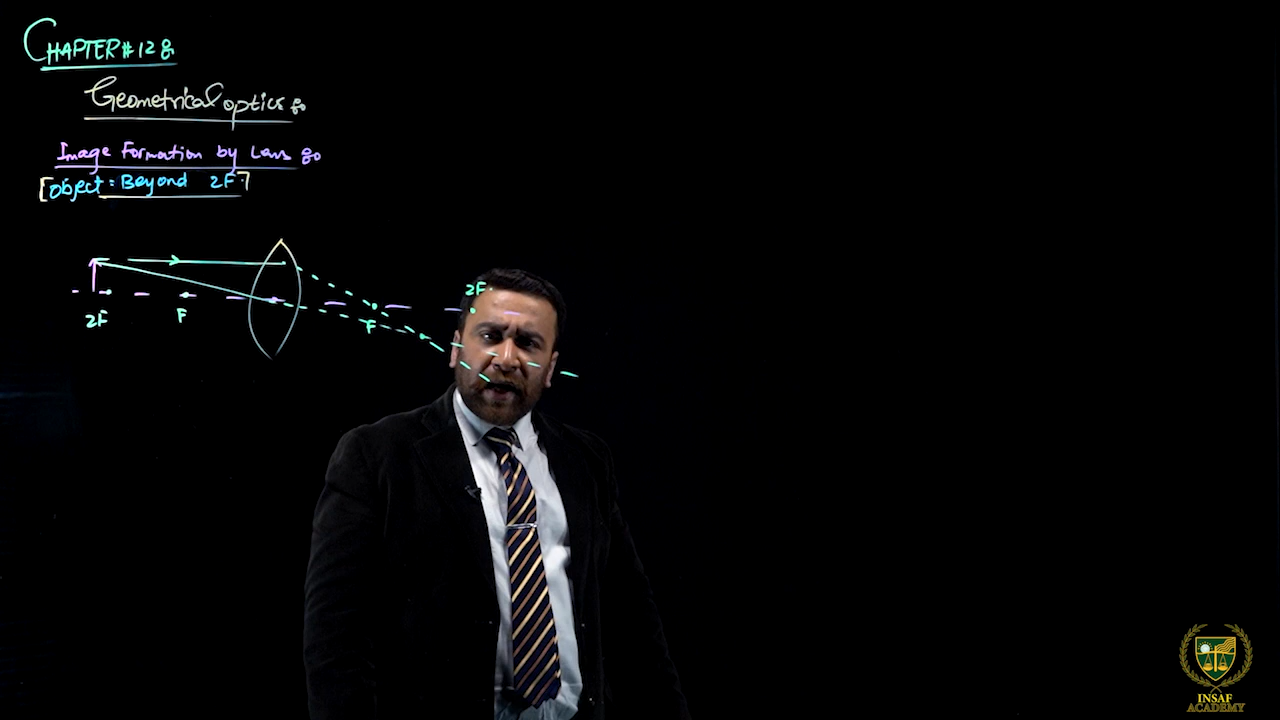 CHAPTER#12:
Geometrical optics:
Image Formation by Lens:
[object: Beyond 2F]
2F
2F
F
F
INSAF
ACADEMY